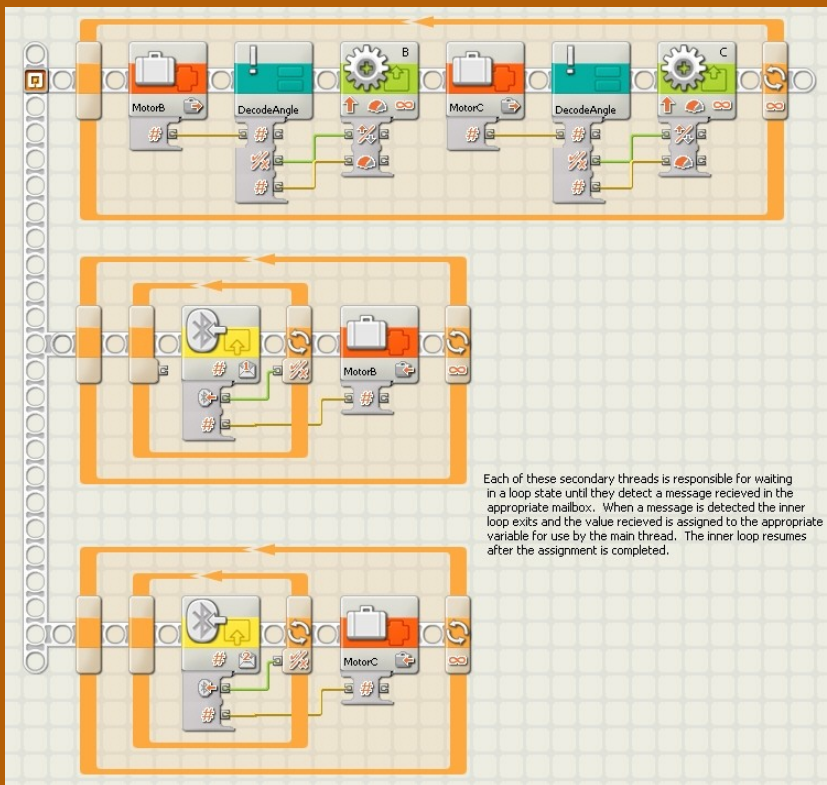 B
C
MotorB
DecodeAngle
MotorC
DecodeAngle
1
MotorB
Each of these secondary threads is responsible for waiting
in a loop state until they detect a message recieved in the
appropriate mailbox. When a message is detected the inner
loop exits and the value recieved is assigned to the appropriate
variable for use by the main thread. The inner loop resumes
after the assignment is completed.
2
MotorC